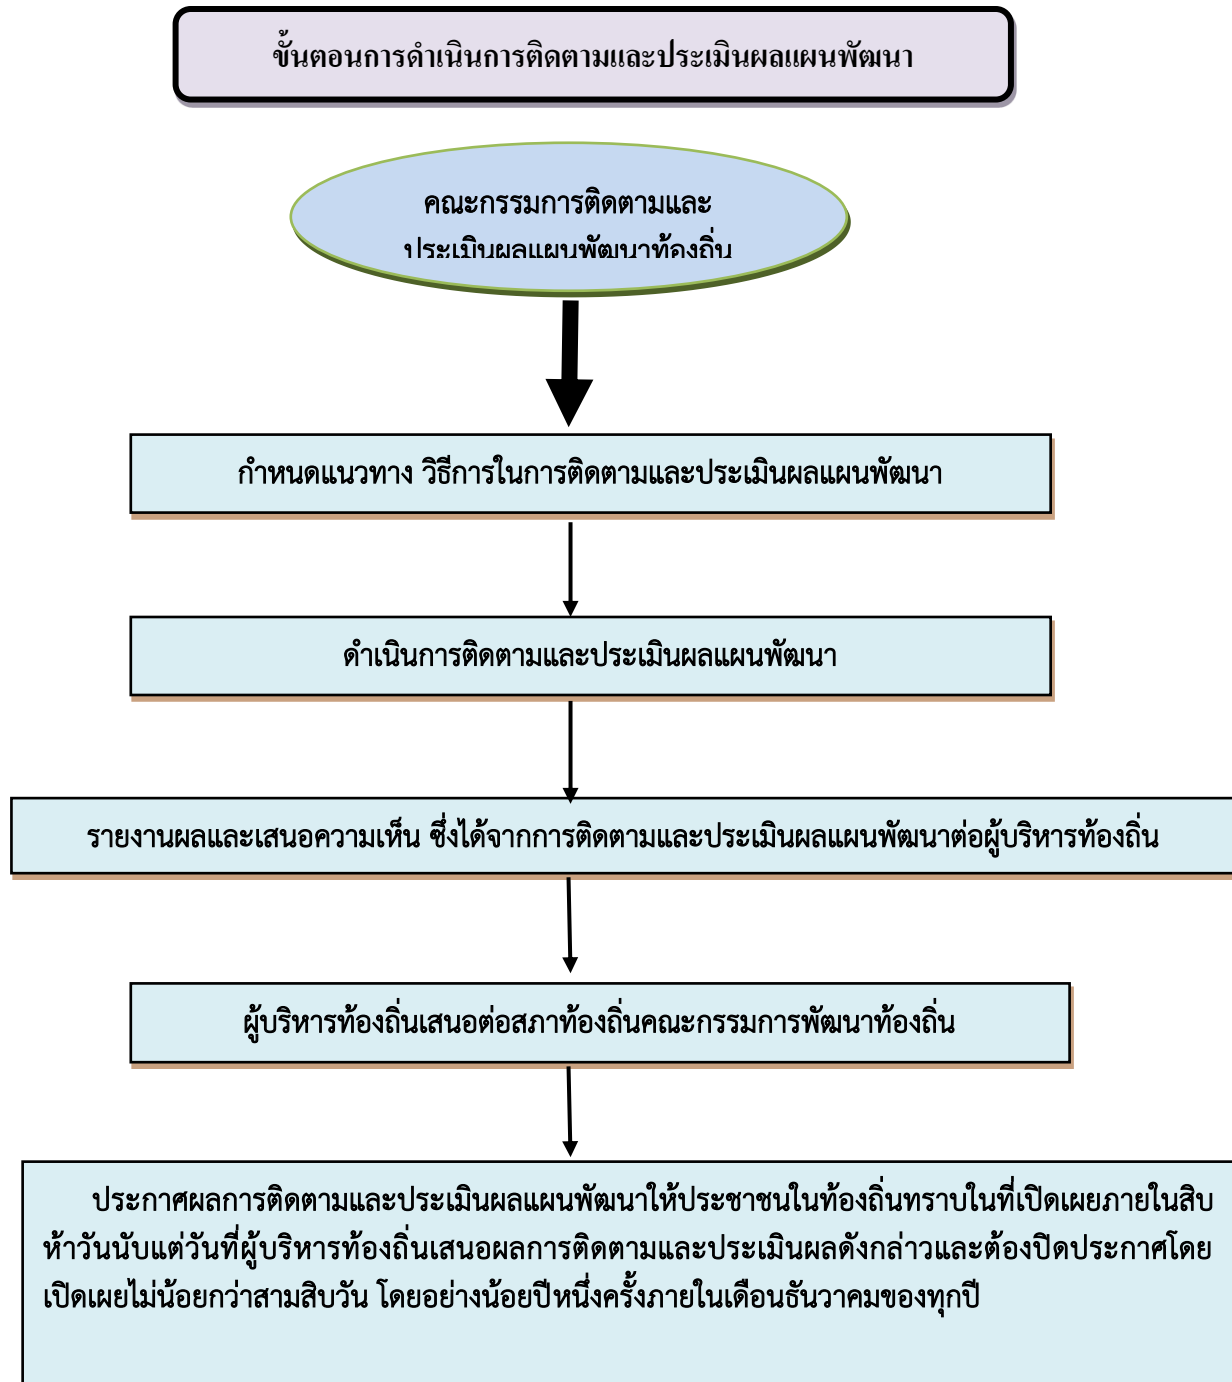 ขั้นตอนการดำเนินการติดตามและประเมินผลแผนพัฒนา
คณะกรรมการติดตามและ
ประเมินผลแผนพัฒนาท้องถิ่น
กำหนดแนวทาง วิธีการในการติดตามและประเมินผลแผนพัฒนา
ดำเนินการติดตามและประเมินผลแผนพัฒนา
รายงานผลและเสนอความเห็น ซึ่งได้จากการติดตามและประเมินผลแผนพัฒนาต่อผู้บริหารท้องถิ่น
ผู้บริหารท้องถิ่นเสนอต่อสภาท้องถิ่นคณะกรรมการพัฒนาท้องถิ่น
ประกาศผลการติดตามและประเมินผลแผนพัฒนาให้ประชาชนในท้องถิ่นทราบในที่เปิดเผยภายในสิบ
ห้าวันนับแต่วันที่ผู้บริหารท้องถิ่นเสนอผลการติดตามและประเมินผลดังกล่าวและต้องปิดประกาศโดย
เปิดเผยไม่น้อยกว่าสามสิบวัน โดยอย่างน้อยปีหนึ่งครั้งภายในเดือนธันวาคมของทุกปี